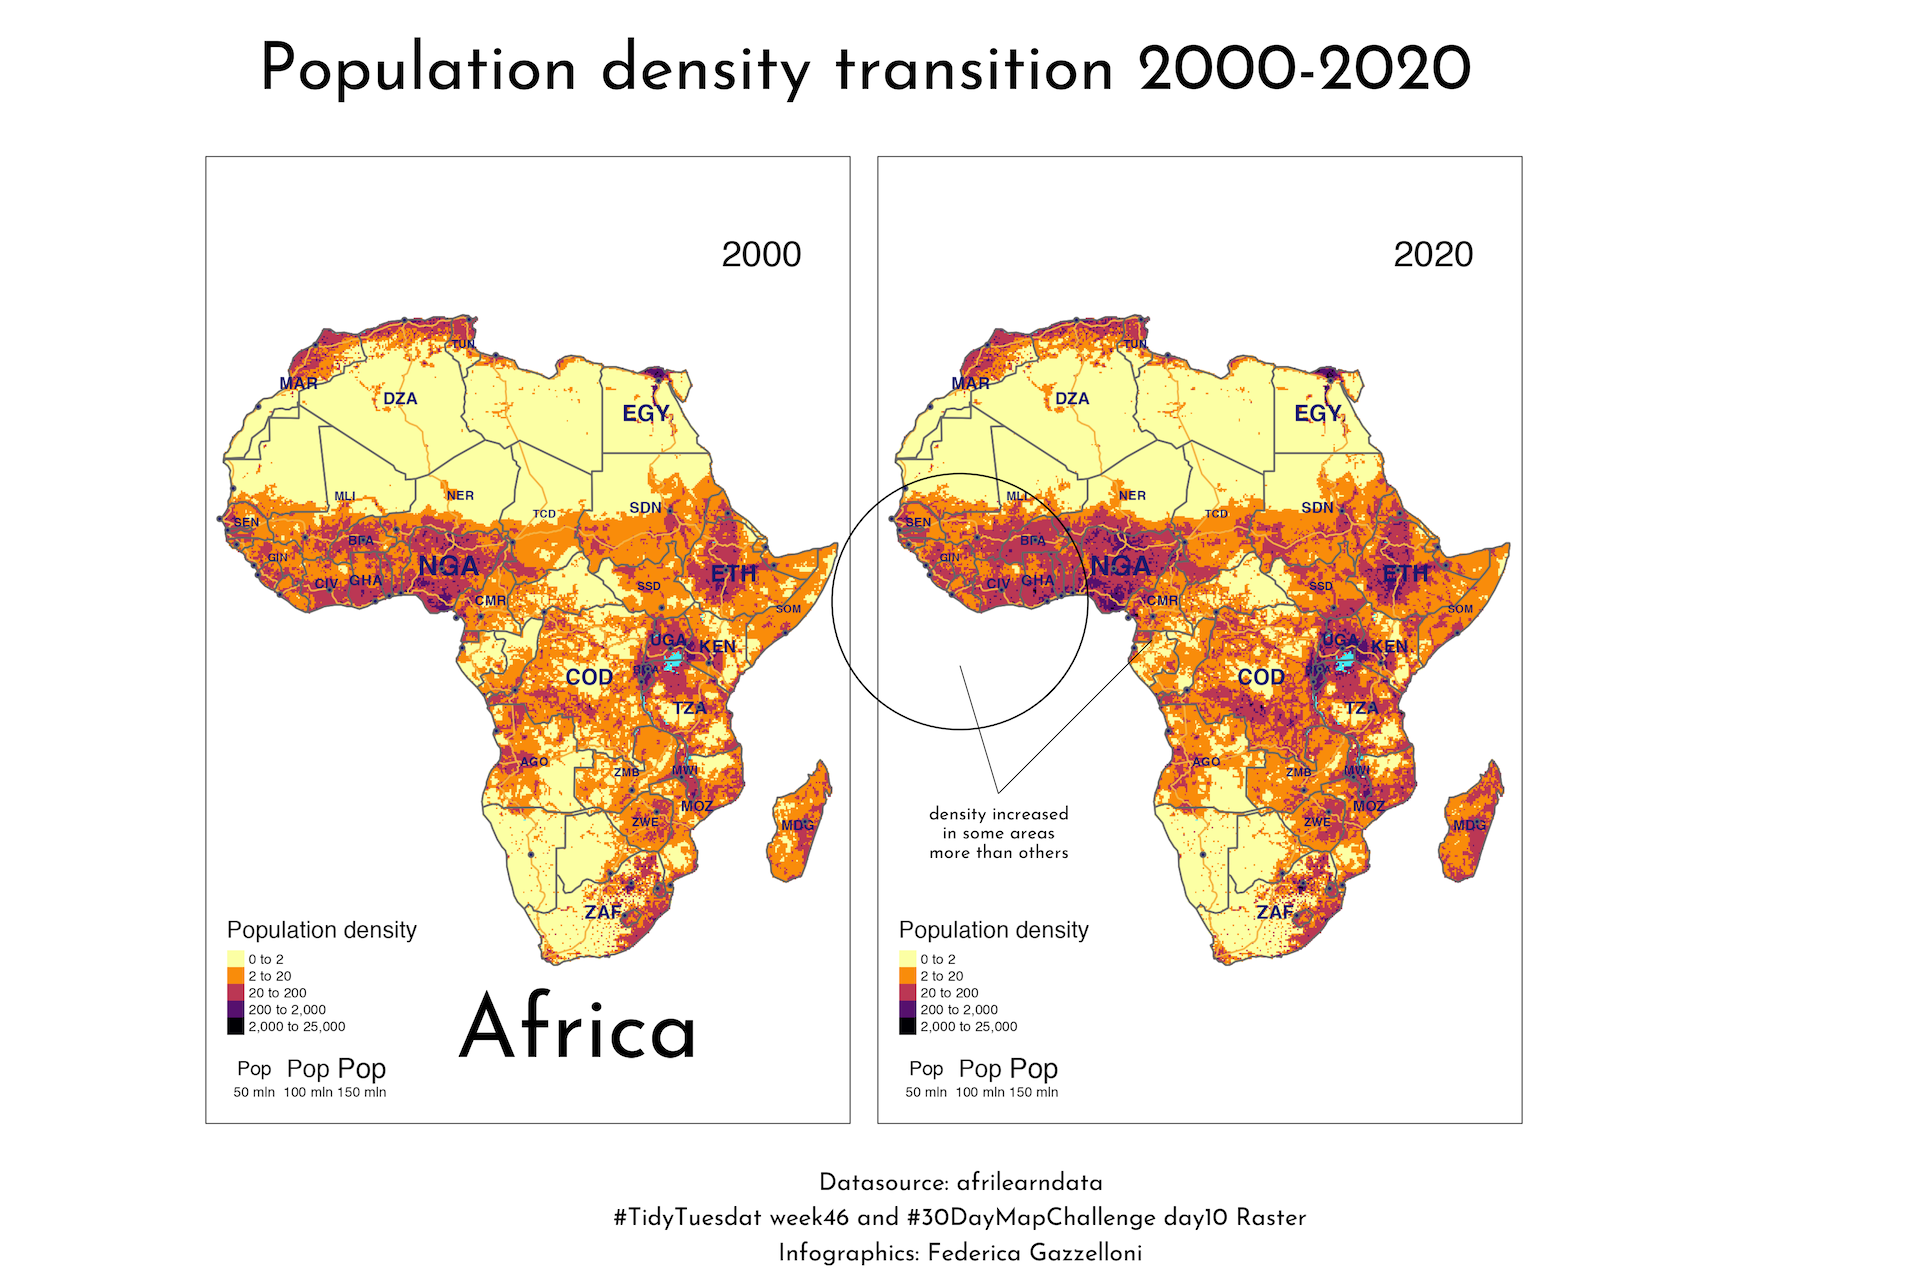 Population density transition 2000-2020
2000
TUN
MAR
DZA
EGY
MLI
NER
TCD
SDN
SEN
BFA
GIN
NGA
ETH
CIV
GHA
CMR
SSD
SOM
UGA
KEN
COD
TZA
AGO
ZMB
MWI
MOZ
ZWE
MDG
ZAF
Population density
0 to 2
2 to 20
20 to 200
200 to 2,000
2,000 to 25,000
Pop Pop Pop
50 mln 100 mln 150 mln
Africa
2020
TUN
MAR
DZA
EGY
MLI
NER
TCD
SDN
SEN
BFA
GIN
NGA
ETH
CIV
GHA
CMR
SSD
SOM
UGA
KEN
COD
TZA
AGO
ZMB
MWI
MOZ
ZWE
MDG
ZAF
density increased
in some areas
more than others
Population density
0 to 2
2 to 20
20 to 200
200 to 2,000
2,000 to 25,000
Pop Pop Pop
50 mln 100 mln 150 mln
Datasource: afrilearndata
#TidyTuesdat week46 and #30DayMapChallenge day10 Raster
Infographics: Federica Gazzelloni